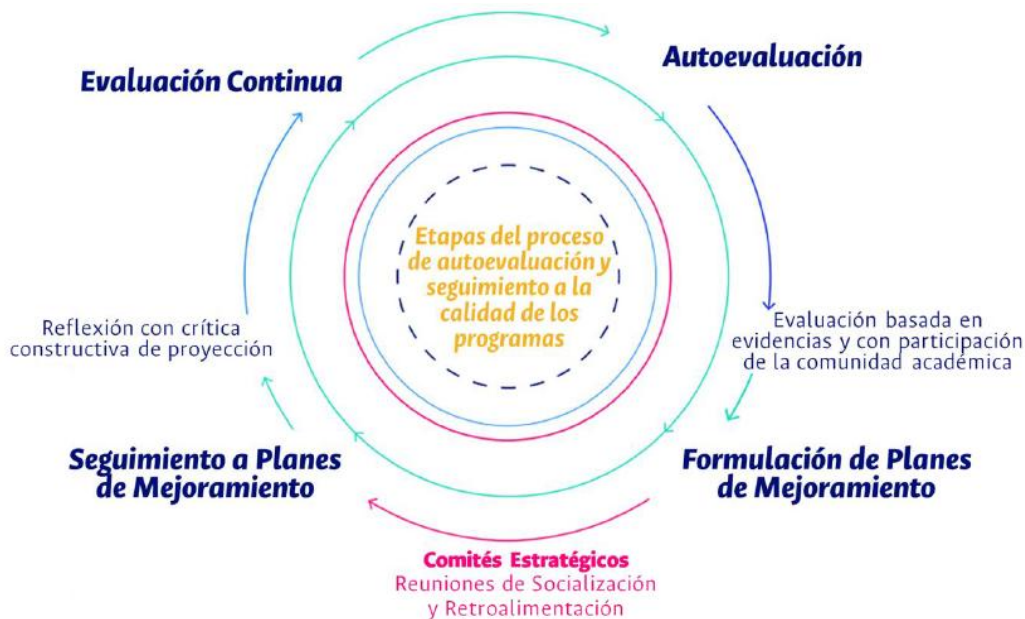 Evaluación Continua
Autoevaluación
Etapas del proceso
de autoevaluación y
seguimiento a la
calidad de los
programas
Reflexión con crítica
constructiva de proyección
Evaluación basada en
evidencias y con participación
de la comunidad académica
Seguimiento a Planes
de Mejoramiento
Formulación de Planes
de Mejoramiento
Comités Estratégicos
Reuniones de Socialización
y Retroalimentación